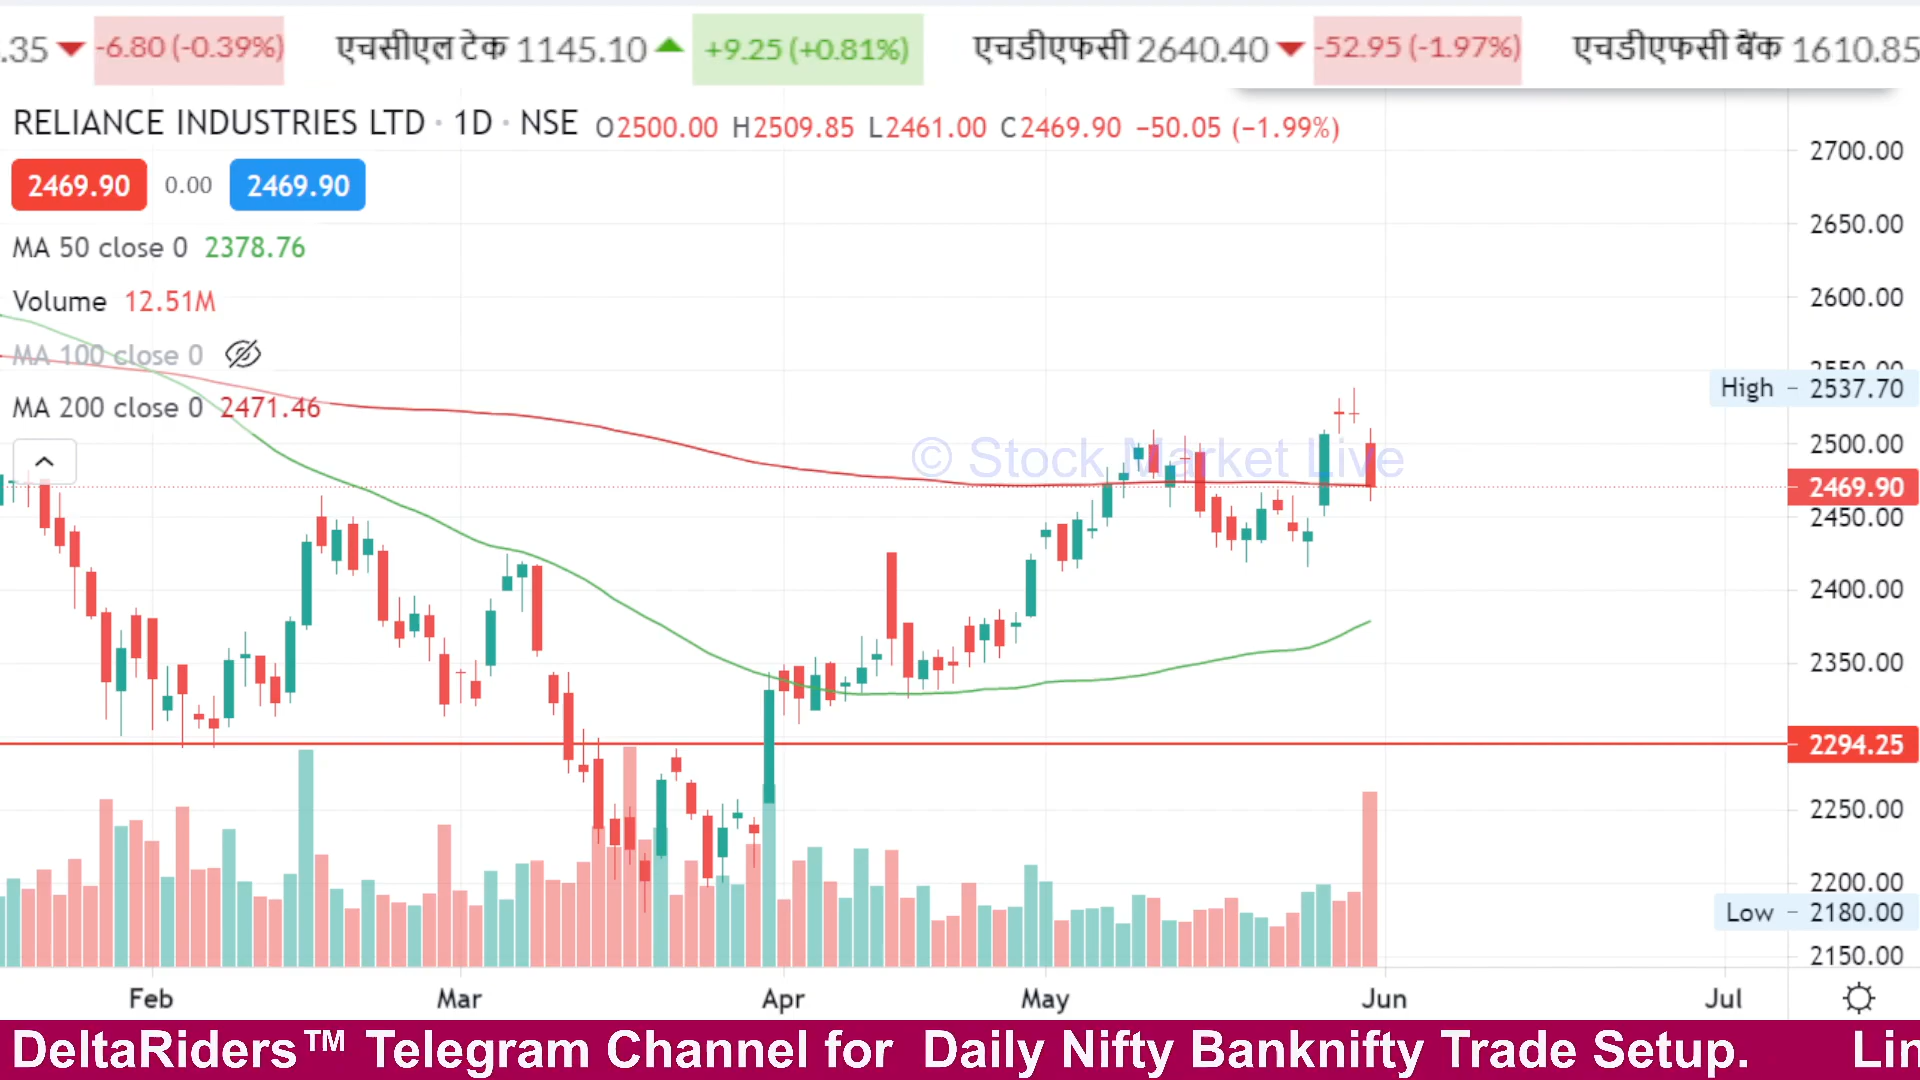 .35 -6.80 (-0.39%) एचसीएल टेक 1145.10 +9.25 (+0.81%) एचडीएफसी 2640.40 -52.95 (-1.97%) एचडीएफसी बैंक 1610.85
RELIANCE INDUSTRIES LTD · 1D · NSE O2500.00 H2509.85 L2461.00 C2469.90 −50.05 (−1.99%)
2469.90 0.00 2469.90
MA 50 close 0 2378.76
Volume 12.51M
MA 100 close 0
MA 200 close 0 2471.46
© Stock Market Live
2700.00
2650.00
2600.00
2550.00
High 2537.70
2500.00
2469.90
2450.00
2400.00
2350.00
2294.25
2250.00
2200.00
Low 2180.00
2150.00
Feb Mar Apr May Jun Jul
DeltaRiders™ Telegram Channel for Daily Nifty Banknifty Trade Setup.